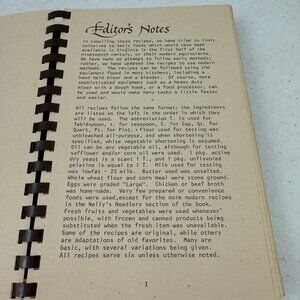 Editor's Notes
In compiling these recipes, we have tried to limit
ourselves to basic foods which would have been
available in Virginia in the first half of the
nineteenth century, or their modern equivalents.
We have made no attempt to follow early methods;
rather, we have updated the recipes to use modern
methods. The recipes can be followed using the
equipment found in most kitchens, including a
hand held mixer and a blender. Of course, more
sophisticated equipment such as a heavy duty
mixer with a dough hook, or a food processor, can
be used and would make many tasks a little faster
and easier.
All recipes follow the same format: the ingredients
are listed on the left in the order in which
they are used. The abbreviation T. is used for
Tablespoon, t. for teaspoon, C. for Cup, Qt. for
Quart, Pt. for Pint. Flour used for testing was
unbleached all-purpose, and when shortening is
specified, white vegetable shortening is assumed.
Oil can be any vegetable oil, although for testing
safflower and/or corn oil were used. 1 pkg. active
dry yeast is a scant 1 T., and 1 pkg. unflavored
gelatine is equal to 1 T. Milk used for testing
was lowfat - 2% milk. Butter used was unsalted.
Whole wheat flour and corn meal were stone ground.
Eggs were graded "Large". Chicken or beef broth
was home-made. Very few prepared or convenience
foods were used, except for the more modern recipes
in the Nelly's Needlers section of the book.
Fresh fruits and vegetables were used whenever
possible, with frozen and canned products being
substituted when the fresh item was unavailable.
Some of the recipes are original, while others
are adaptations of old favorites. Many are
basic, with several variations being given.
All recipes serve six unless otherwise noted.
1